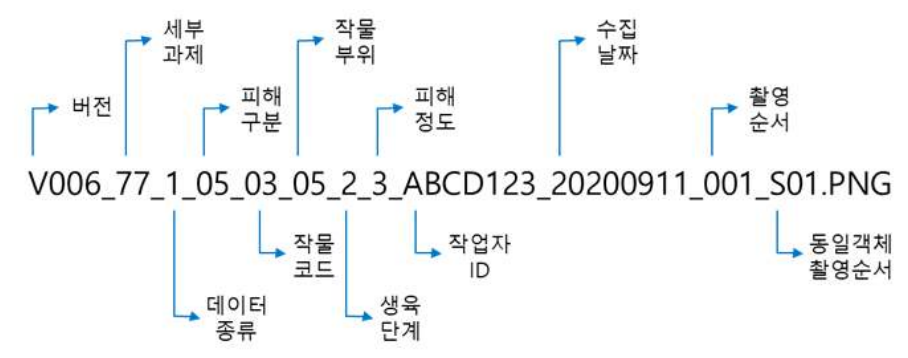 세부
과제
작물
부위
수집
날짜
버전
피해
구분
피해
정도
촬영
순서
V006_77_1_05_03_05_2_3_ABCD123_20200911_001_S01.PNG
작물
코드
작업자
ID
동일객체
촬영순서
데이터
종류
생육
단계